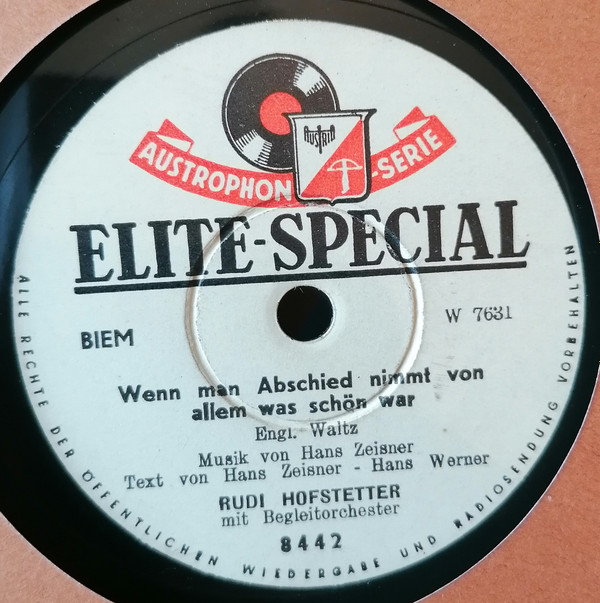 AUSTROPHON-SERIE
AUSTRIA
ELITE-SPECIAL
BIEM
W 7631
Wenn man Abschied nimmt von
allem was schön war
Engl. Waltz
Musik von Hans Zeisner
Text von Hans Zeisner - Hans Werner
RUDI HOFSTETTER
mit Begleitorchester
8442
ALLE RECHTE DER ÖFFENTLICHEN WIEDERGABE UND RADIOSENDUNG VORBEHALTEN